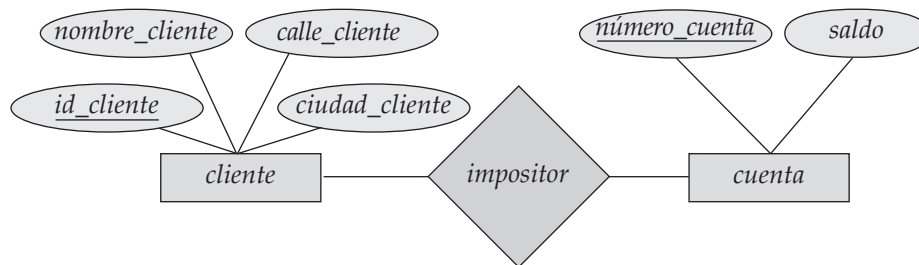 nombre_cliente
calle_cliente
número_cuenta
saldo
id_cliente
ciudad_cliente
cliente
impositor
cuenta